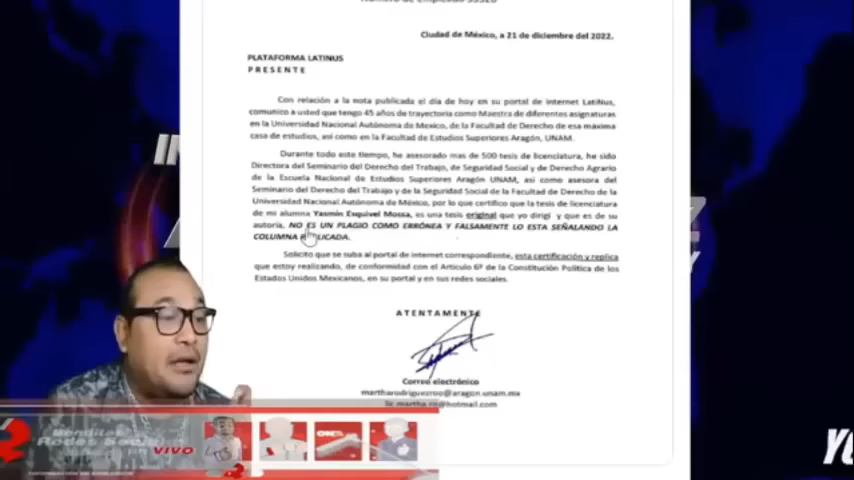 Ciudad de México, a 21 de diciembre del 2022.
PLATAFORMA LATINUS
P R E S E N T E
Con relación a la nota publicada el día de hoy en su portal de internet LatiNus,
comunico a usted que tengo 45 años de trayectoria como Maestra de diferentes asignaturas
en la Universidad Nacional Autónoma de Mexico, de la Facultad de Derecho de esa máxima
casa de estudios, así como en la Facultad de Estudios Superiores Aragón, UNAM.
Durante todo este tiempo, he asesorado mas de 500 tesis de licenciatura, he sido
Directora del Seminario del Derecho del Trabajo, de Seguridad Social y de Derecho Agrario
de la Escuela Nacional de Estudios Superiores Aragón UNAM, así como asesora del
Seminario del Derecho del Trabajo y de la Seguridad Social de la Facultad de Derecho de la
Universidad Nacional Autónoma de México, por lo que certifico que la tesis de licenciatura
de mi alumna Yasmín Esquivel Mossa, es una tesis original que yo dirigí y que es de su
autoría, NO ES UN PLAGIO COMO ERRÓNEA Y FALSAMENTE LO ESTA SEÑALANDO LA
COLUMNA PUBLICADA.
Solicito que se suba al portal de internet correspondiente, esta certificación y replica
que estoy realizando, de conformidad con el Articulo 6º de la Constitución Política de los
Estados Unidos Mexicanos, en su portal y en sus redes sociales.
A T E N T A M E N T E
Correo electrónico
VIVO